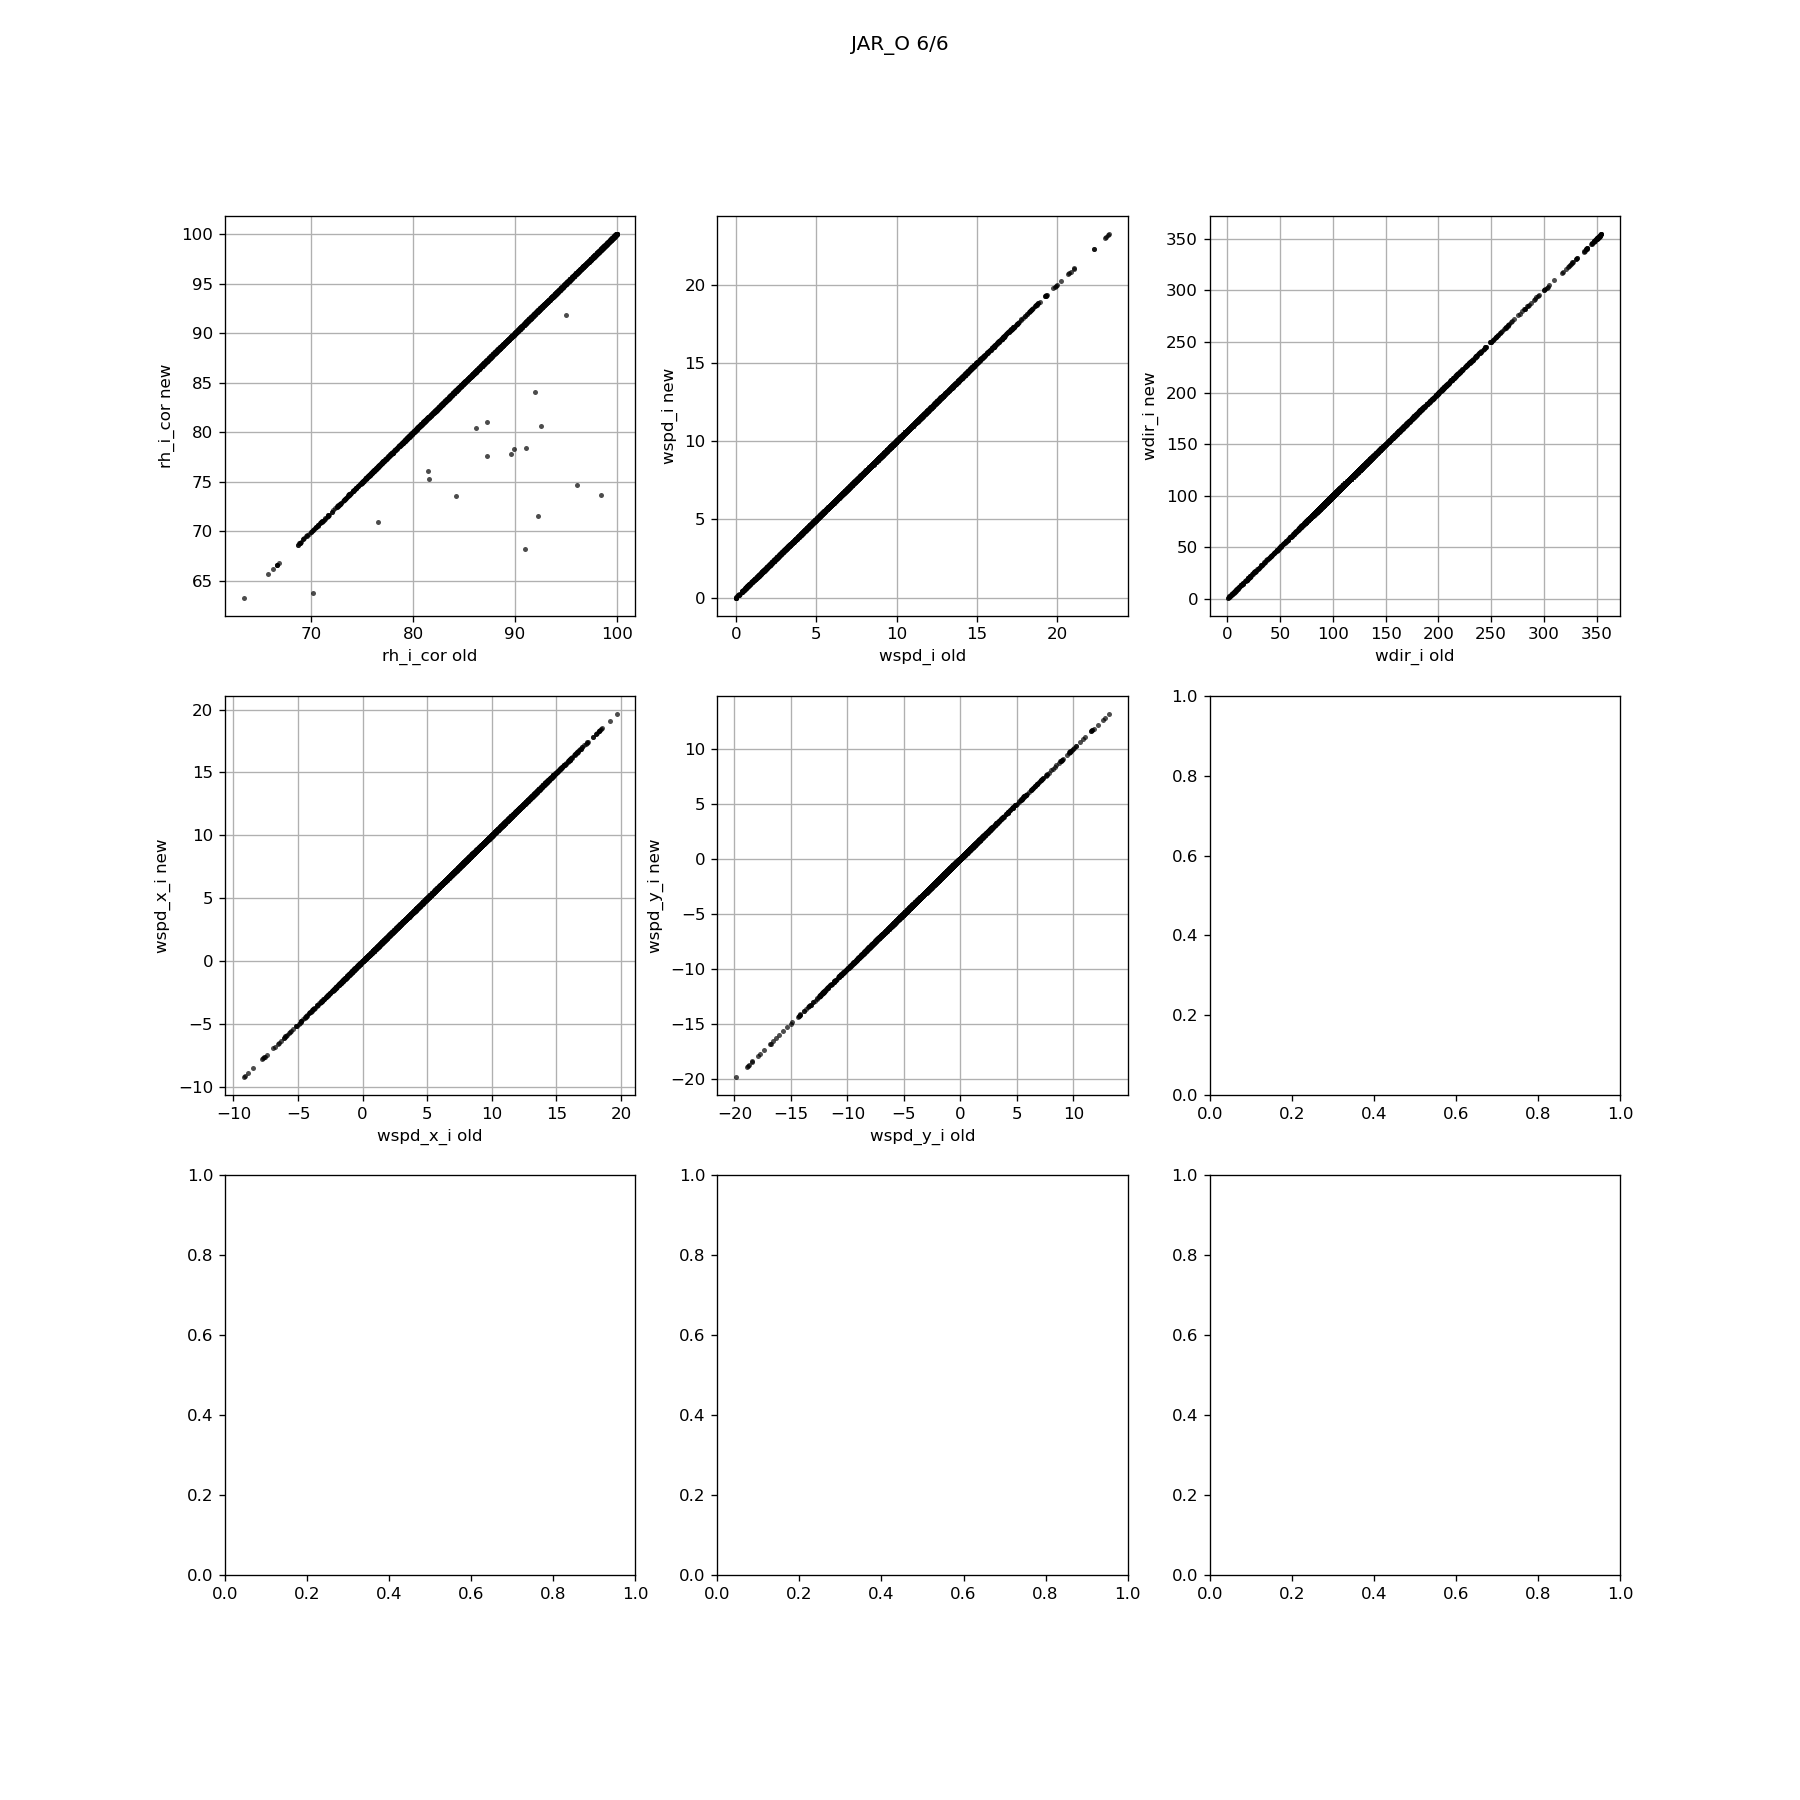 JAR_O 6/6
100
95
90
85
80
75
70
65
rh_i_cor new
70 80 90 100
rh_i_cor old
20
15
10
5
0
wspd_i new
0 5 10 15 20
wspd_i old
350
300
250
200
150
100
50
0
wdir_i new
0 50 100 150 200 250 300 350
wdir_i old
20
15
10
5
0
−5
−10
wspd_x_i new
−10 −5 0 5 10 15 20
wspd_x_i old
10
5
0
−5
−10
−15
−20
wspd_y_i new
−20 −15 −10 −5 0 5 10
wspd_y_i old
1.0
0.8
0.6
0.4
0.2
0.0
0.0 0.2 0.4 0.6 0.8 1.0
1.0
0.8
0.6
0.4
0.2
0.0
0.0 0.2 0.4 0.6 0.8 1.0
1.0
0.8
0.6
0.4
0.2
0.0
0.0 0.2 0.4 0.6 0.8 1.0
1.0
0.8
0.6
0.4
0.2
0.0
0.0 0.2 0.4 0.6 0.8 1.0